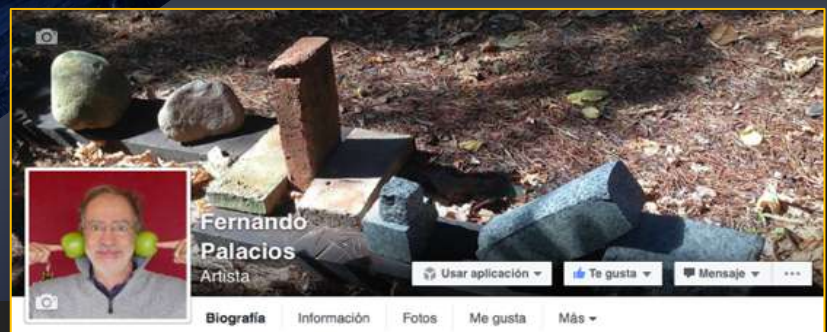 Fernando
Palacios
Artista
Usar aplicación
Te gusta
Mensaje
Biografía
Información
Fotos
Me gusta
Más